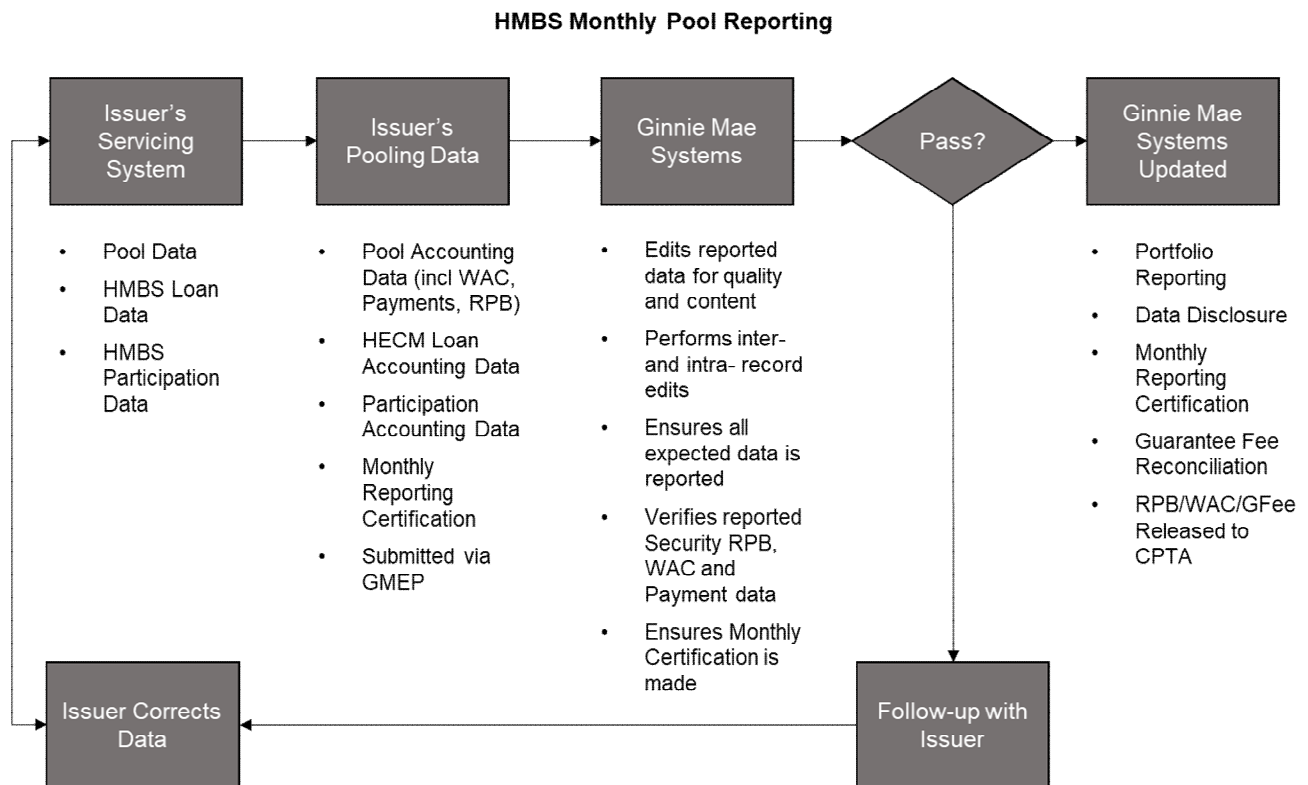 HMBS Monthly Pool Reporting
Issuer's
Servicing
System
Issuer's
Pooling Data
Ginnie Mae
Systems
Pass?
Ginnie Mae
Systems
Updated
• Pool Data
• HMBS Loan
Data
• HMBS
Participation
Data
• Pool Accounting
Data (incl WAC,
Payments, RPB)
• HECM Loan
Accounting Data
• Participation
Accounting Data
• Monthly
Reporting
Certification
• Submitted via
GMEP
• Edits reported
data for quality
and content
• Performs inter-
and intra- record
edits
• Ensures all
expected data is
reported
• Verifies reported
Security RPB,
WAC and
Payment data
• Ensures Monthly
Certification is
made
• Portfolio
Reporting
• Data Disclosure
• Monthly
Reporting
Certification
• Guarantee Fee
Reconciliation
• RPB/WAC/GFee
Released to
CPTA
Issuer Corrects
Data
Follow-up with
Issuer